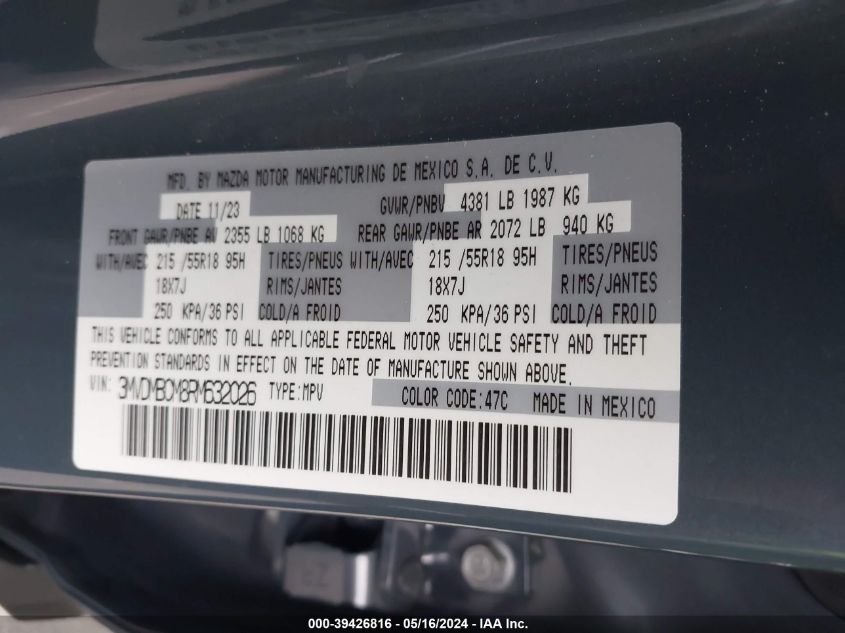 MFD. BY MAZDA MOTOR MANUFACTURING DE MEXICO S.A. DE C.V.
DATE 11/23 GVWR/PNBV 4381 LB 1987 KG
FRONT GAWR/PNBE AV 2355 LB 1068 KG REAR GAWR/PNBE AR 2072 LB 940 KG
WITH/AVEC 215 /55R18 95H TIRES/PNEUS WITH/AVEC 215 /55R18 95H TIRES/PNEUS
18X7J RIMS/JANTES 18X7J RIMS/JANTES
250 KPA/36 PSI COLD/A FROID 250 KPA/36 PSI COLD/A FROID
THIS VEHICLE CONFORMS TO ALL APPLICABLE FEDERAL MOTOR VEHICLE SAFETY AND THEFT
PREVENTION STANDARDS IN EFFECT ON THE DATE OF MANUFACTURE SHOWN ABOVE.
VIN: 3MVDMBCM8RM632026 TYPE:MPV COLOR CODE:47C MADE IN MEXICO
000-39426816 - 05/16/2024 - IAA Inc.